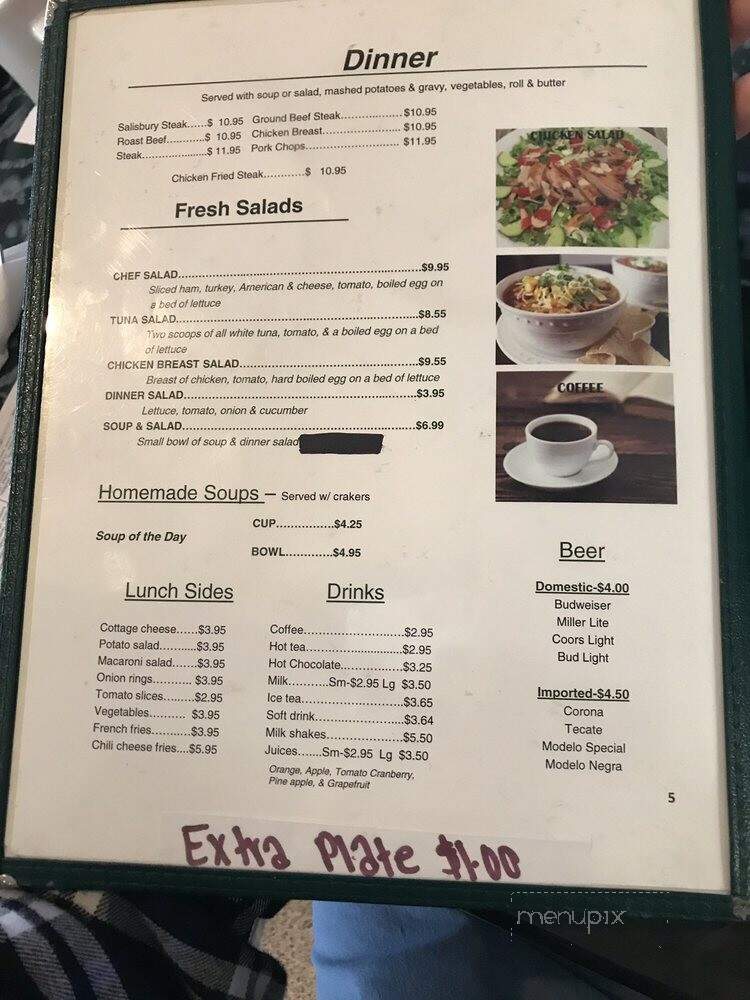 Dinner
Served with soup or salad, mashed potatoes & gravy, vegetables, roll & butter
Salisbury Steak......$ 10.95 Ground Beef Steak.................$10.95
Roast Beef............$ 10.95 Chicken Breast......................$10.95
Steak....................$ 11.95 Pork Chops..........................$11.95
Chicken Fried Steak............$ 10.95
Fresh Salads
CHEF SALAD.................................................................$9.95
Sliced ham, turkey, American & cheese, tomato, boiled egg on
a bed of lettuce
TUNA SALAD.................................................................$8.55
Two scoops of all white tuna, tomato, & a boiled egg on a bed
of lettuce
CHICKEN BREAST SALAD................................................$9.55
Breast of chicken, tomato, hard boiled egg on a bed of lettuce
DINNER SALAD..............................................................$3.95
Lettuce, tomato, onion & cucumber
SOUP & SALAD..............................................................$6.99
Small bowl of soup & dinner salad
CHICKEN SALAD
COFFEE
Homemade Soups – Served w/ crakers
Soup of the Day
CUP...............$4.25
BOWL............$4.95
Lunch Sides
Cottage cheese......$3.95
Potato salad...........$3.95
Macaroni salad.......$3.95
Onion rings............ $3.95
Tomato slices.........$2.95
Vegetables........... $3.95
French fries............$3.95
Chili cheese fries....$5.95
Drinks
Coffee.............................$2.95
Hot tea............................$2.95
Hot Chocolate..................$3.25
Milk...........Sm-$2.95 Lg $3.50
Ice tea.............................$3.65
Soft drink.........................$3.64
Milk shakes......................$5.50
Juices.......Sm-$2.95 Lg $3.50
Orange, Apple, Tomato Cranberry,
Pine apple, & Grapefruit
Beer
Domestic-$4.00
Budweiser
Miller Lite
Coors Light
Bud Light
Imported-$4.50
Corona
Tecate
Modelo Special
Modelo Negra
5
Extra Plate $1.00
menupix